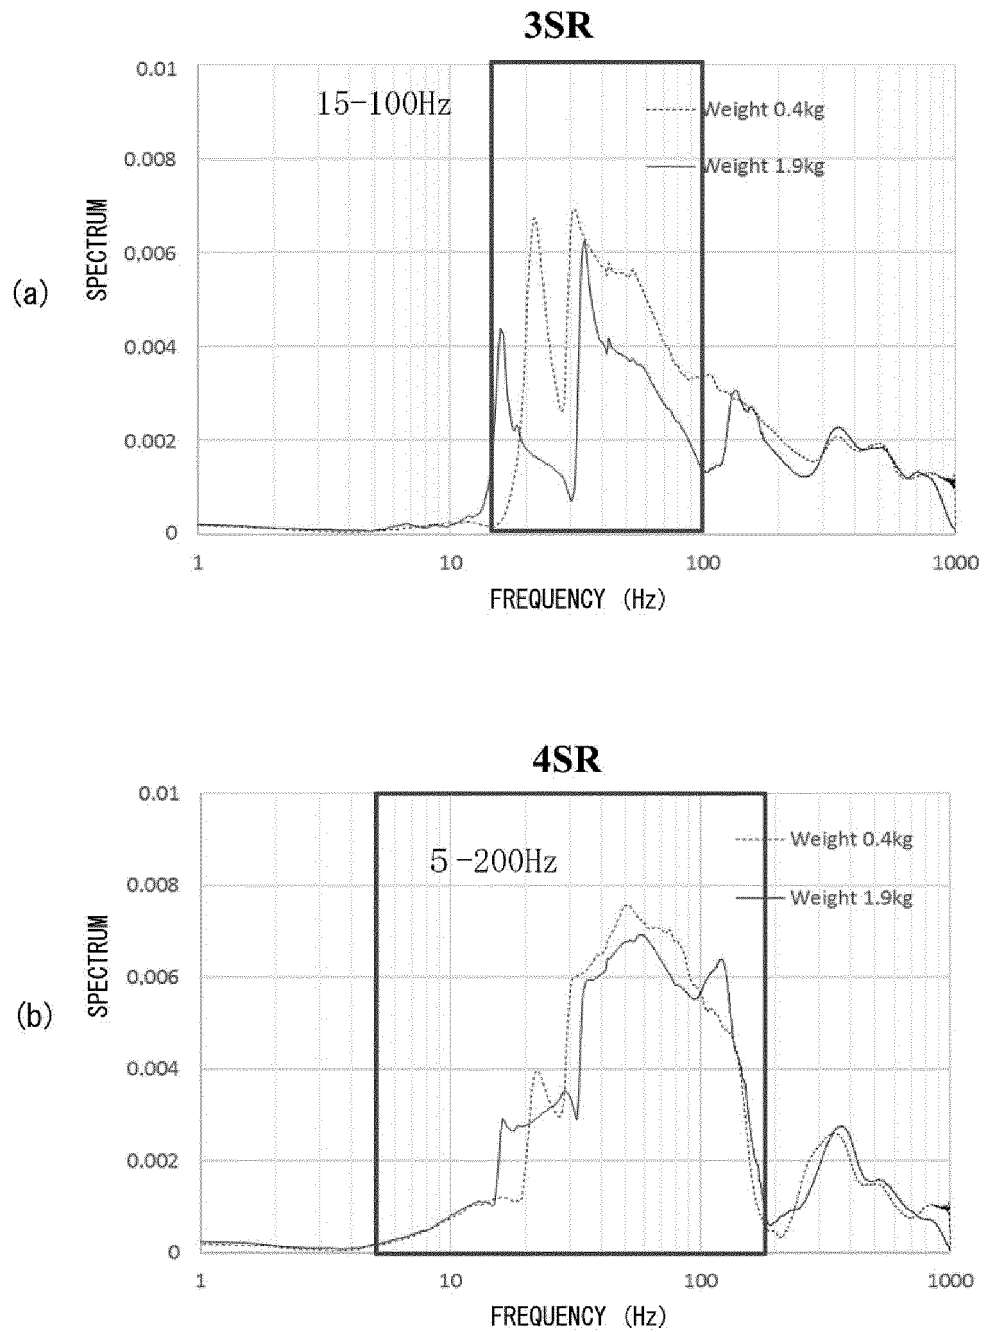 3SR
0.01
15-100Hz
Weight 0.4kg
0.008
Weight 1.9kg
0.006
SPECTRUM
(a)
0.004
0.002
0
1 10 100 1000
FREQUENCY (Hz)
4SR
0.01
5-200Hz
Weight 0.4kg
0.008
Weight 1.9kg
0.006
SPECTRUM
(b)
0.004
0.002
0
1 10 100 1000
FREQUENCY (Hz)